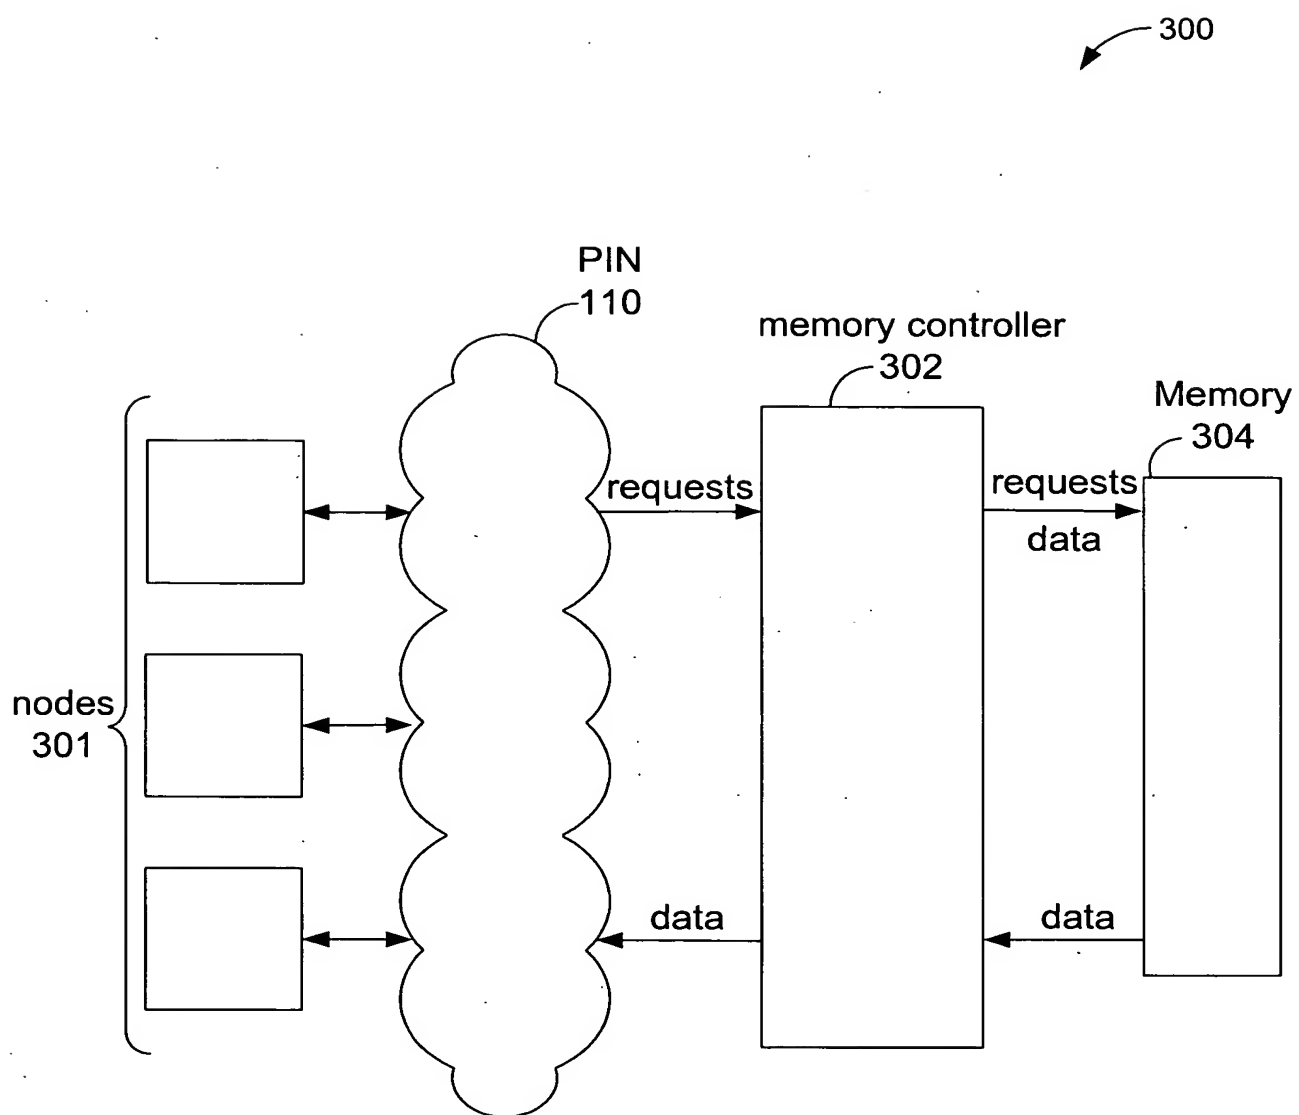 300
PIN
110
memory controller
302
Memory
304
requests
requests
data
nodes
301
data
data